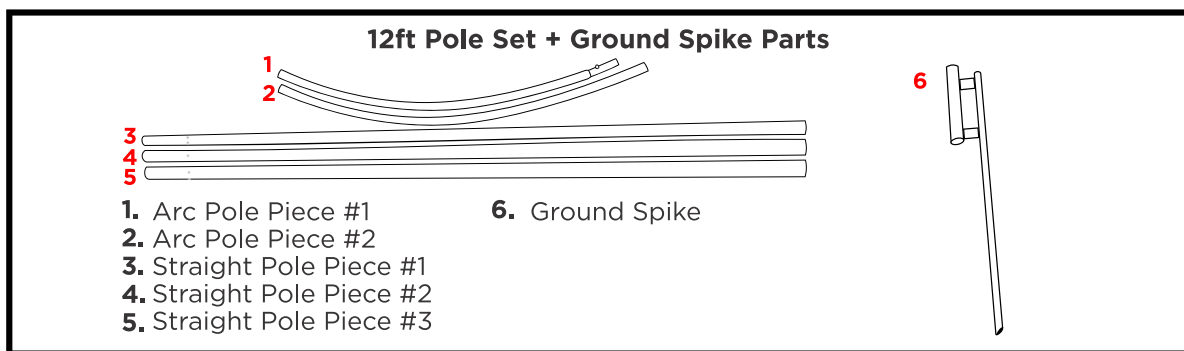 12ft Pole Set + Ground Spike Parts
1
2
3
4
5
6
1. Arc Pole Piece #1
2. Arc Pole Piece #2
3. Straight Pole Piece #1
4. Straight Pole Piece #2
5. Straight Pole Piece #3
6. Ground Spike